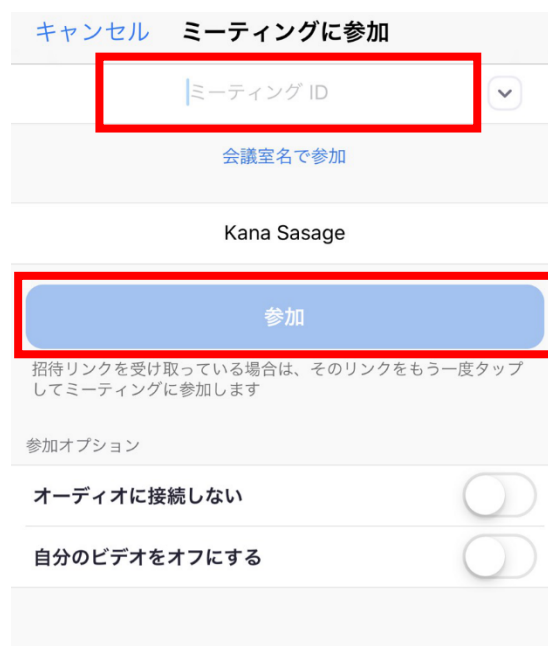 キャンセル ミーティングに参加
ミーティング ID
会議室名で参加
Kana Sasage
参加
招待リンクを受け取っている場合は、そのリンクをもう一度タップ
してミーティングに参加します
参加オプション
オーディオに接続しない
自分のビデオをオフにする